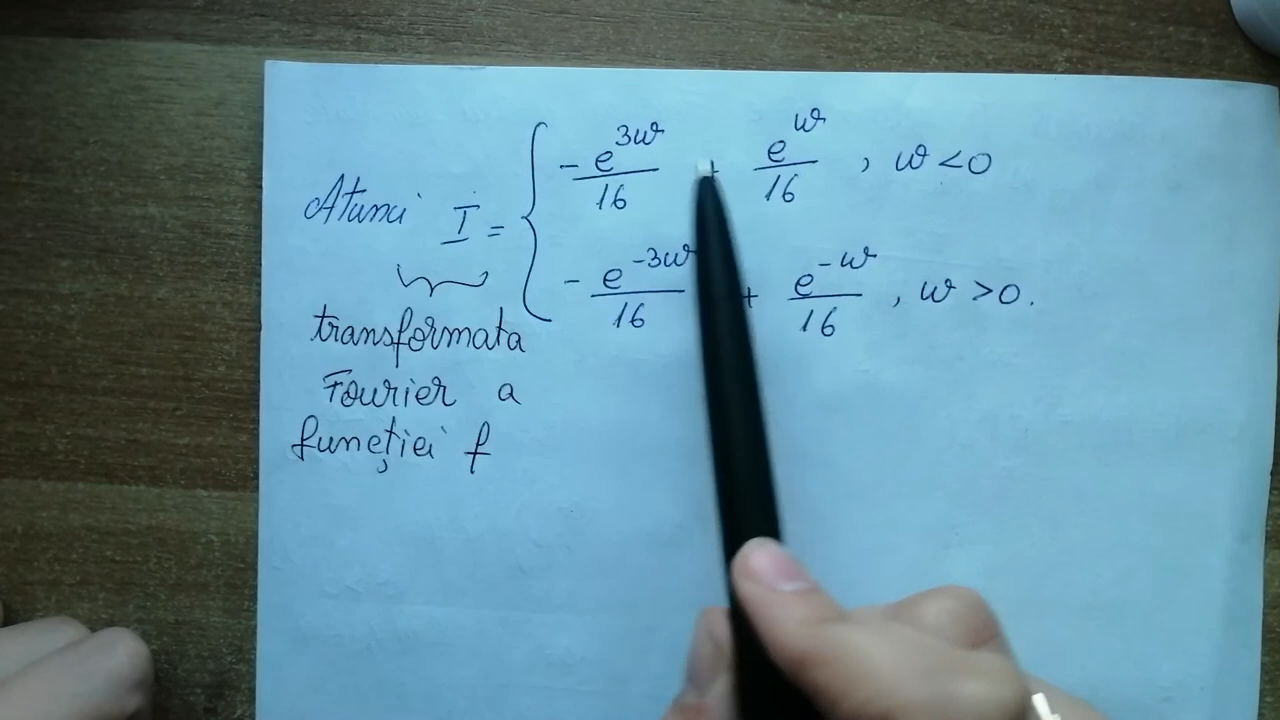 Atunci I = { -e^{3w}/16 + e^{w}/16 , w < 0
-e^{-3w}/16 + e^{-w}/16 , w > 0.
transformata
Fourier a
funcției f